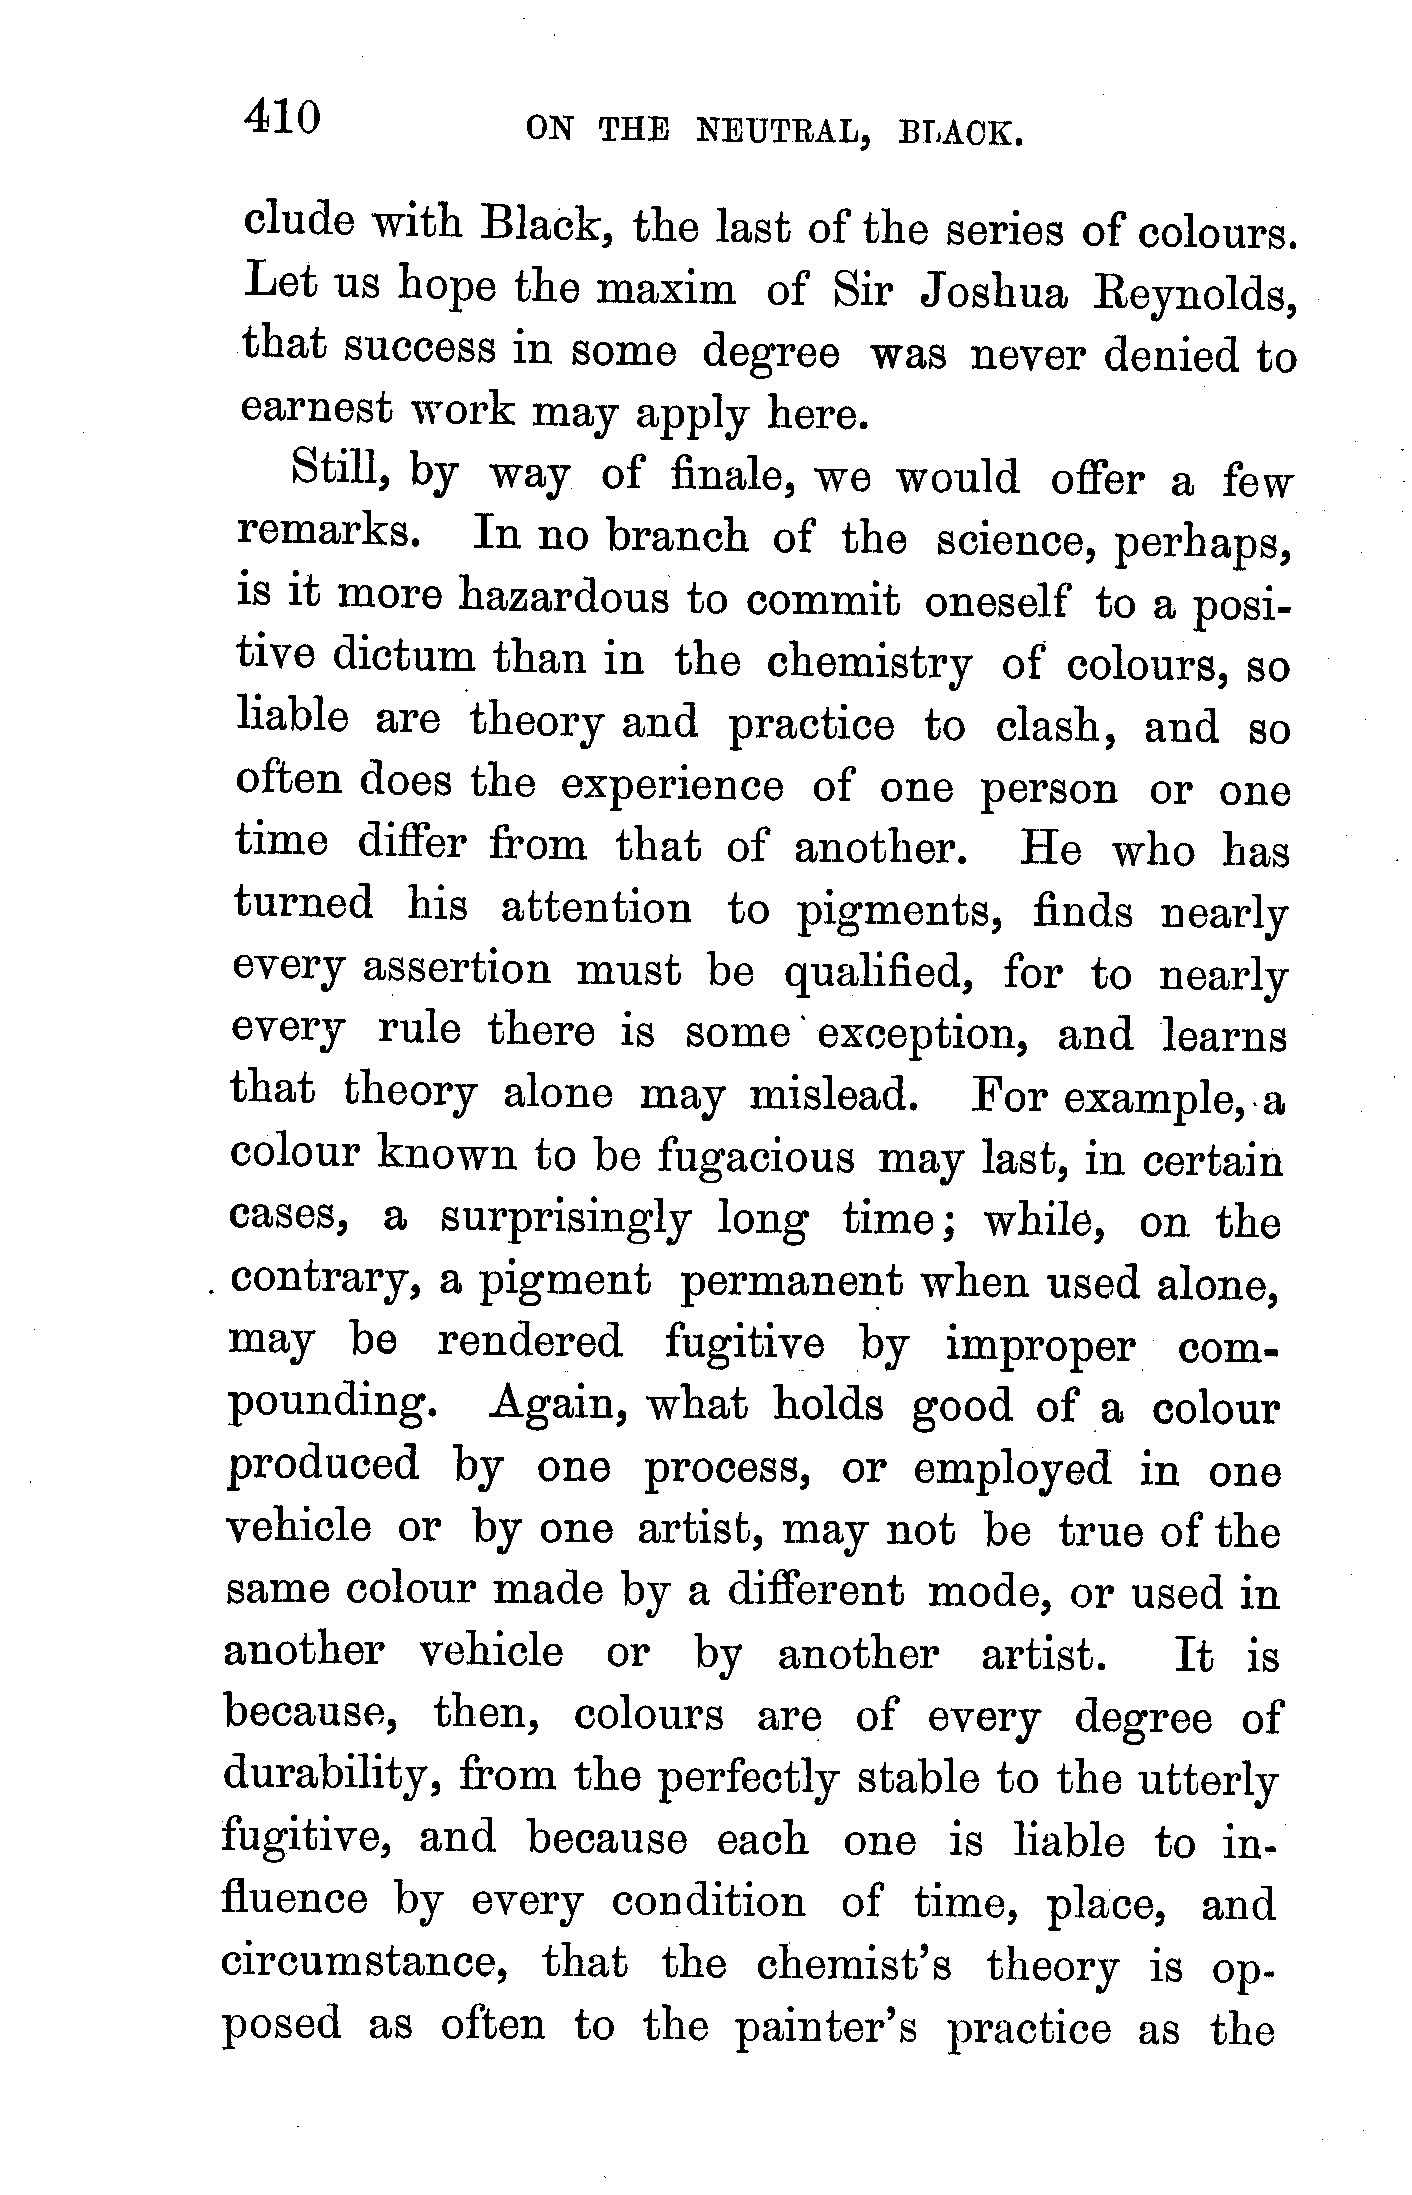 410 ON THE NEUTRAL, BLACK.
clude with Black, the last of the series of colours.
Let us hope the maxim of Sir Joshua Reynolds,
that success in some degree was never denied to
earnest work may apply here.
Still, by way of finale, we would offer a few
remarks. In no branch of the science, perhaps,
is it more hazardous to commit oneself to a posi-
tive dictum than in the chemistry of colours, so
liable are theory and practice to clash, and so
often does the experience of one person or one
time differ from that of another. He who has
turned his attention to pigments, finds nearly
every assertion must be qualified, for to nearly
every rule there is some exception, and learns
that theory alone may mislead. For example, a
colour known to be fugacious may last, in certain
cases, a surprisingly long time; while, on the
contrary, a pigment permanent when used alone,
may be rendered fugitive by improper com-
pounding. Again, what holds good of a colour
produced by one process, or employed in one
vehicle or by one artist, may not be true of the
same colour made by a different mode, or used in
another vehicle or by another artist. It is
because, then, colours are of every degree of
durability, from the perfectly stable to the utterly
fugitive, and because each one is liable to in-
fluence by every condition of time, place, and
circumstance, that the chemist's theory is op-
posed as often to the painter's practice as the